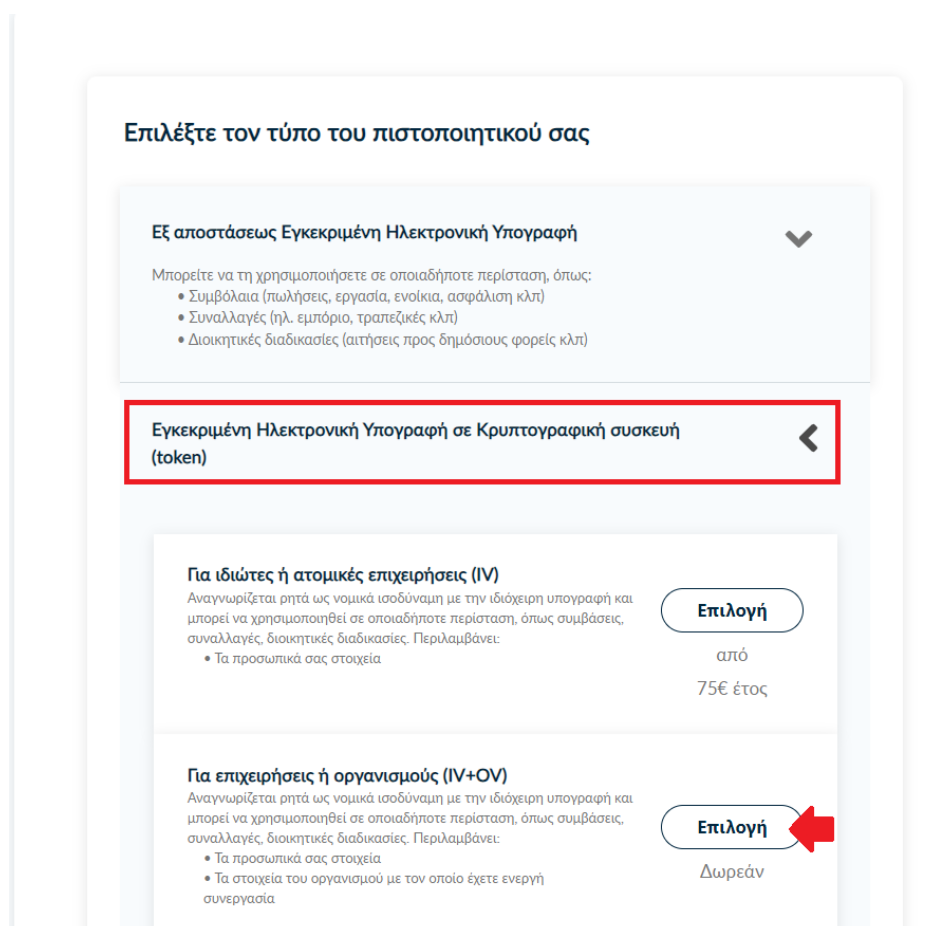 Επιλέξτε τον τύπο του πιστοποιητικού σας
Εξ αποστάσεως Εγκεκριμένη Ηλεκτρονική Υπογραφή
Μπορείτε να τη χρησιμοποιήσετε σε οποιαδήποτε περίσταση, όπως:
• Συμβόλαια (πωλήσεις, εργασία, ενοίκια, ασφάλιση κλπ)
• Συναλλαγές (ηλ. εμπόριο, τραπεζικές κλπ)
• Διοικητικές διαδικασίες (αιτήσεις προς δημόσιους φορείς κλπ)
Εγκεκριμένη Ηλεκτρονική Υπογραφή σε Κρυπτογραφική συσκευή
(token)
Για ιδιώτες ή ατομικές επιχειρήσεις (IV)
Αναγνωρίζεται ρητά ως νομικά ισοδύναμη με την ιδιόχειρη υπογραφή και
μπορεί να χρησιμοποιηθεί σε οποιαδήποτε περίσταση, όπως συμβάσεις,
συναλλαγές, διοικητικές διαδικασίες. Περιλαμβάνει:
• Τα προσωπικά σας στοιχεία
Επιλογή
από
75€ έτος
Για επιχειρήσεις ή οργανισμούς (IV+OV)
Αναγνωρίζεται ρητά ως νομικά ισοδύναμη με την ιδιόχειρη υπογραφή και
μπορεί να χρησιμοποιηθεί σε οποιαδήποτε περίσταση, όπως συμβάσεις,
συναλλαγές, διοικητικές διαδικασίες. Περιλαμβάνει:
• Τα προσωπικά σας στοιχεία
• Τα στοιχεία του οργανισμού με τον οποίο έχετε ενεργή
συνεργασία
Επιλογή
Δωρεάν